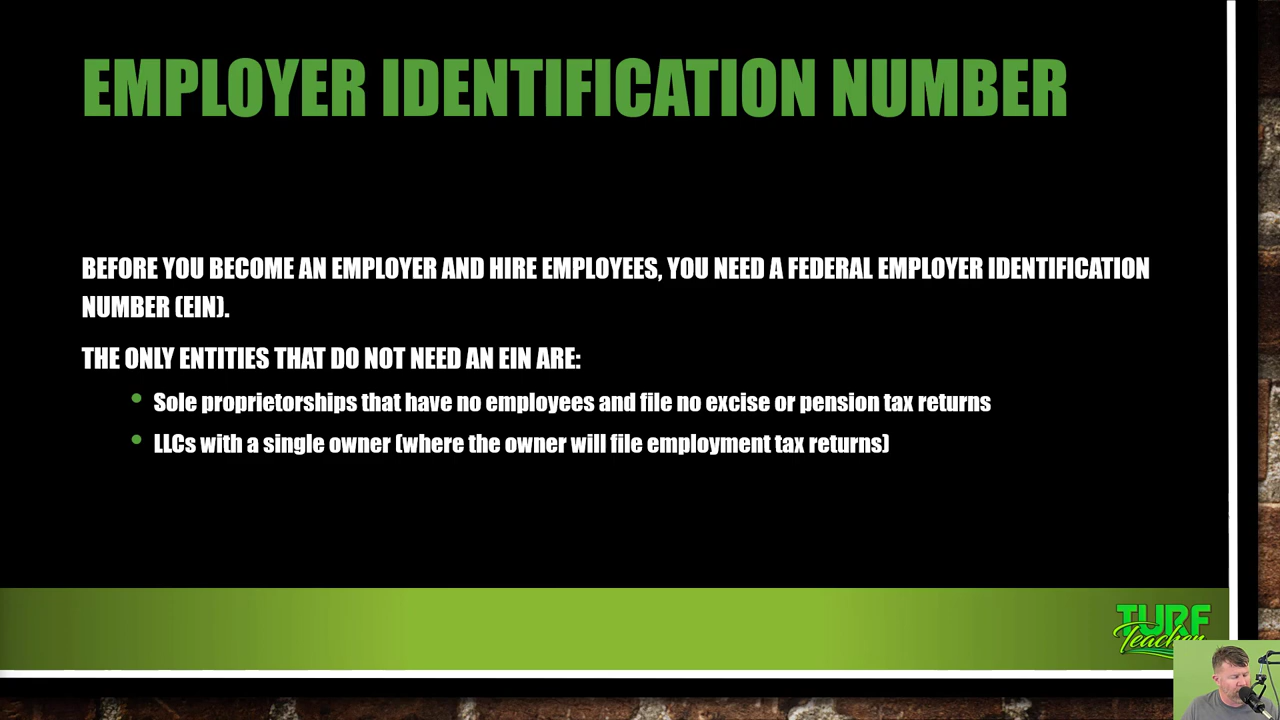 EMPLOYER IDENTIFICATION NUMBER
BEFORE YOU BECOME AN EMPLOYER AND HIRE EMPLOYEES, YOU NEED A FEDERAL EMPLOYER IDENTIFICATION
NUMBER (EIN).
THE ONLY ENTITIES THAT DO NOT NEED AN EIN ARE:
Sole proprietorships that have no employees and file no excise or pension tax returns
LLCs with a single owner (where the owner will file employment tax returns)
TURF
Teacher